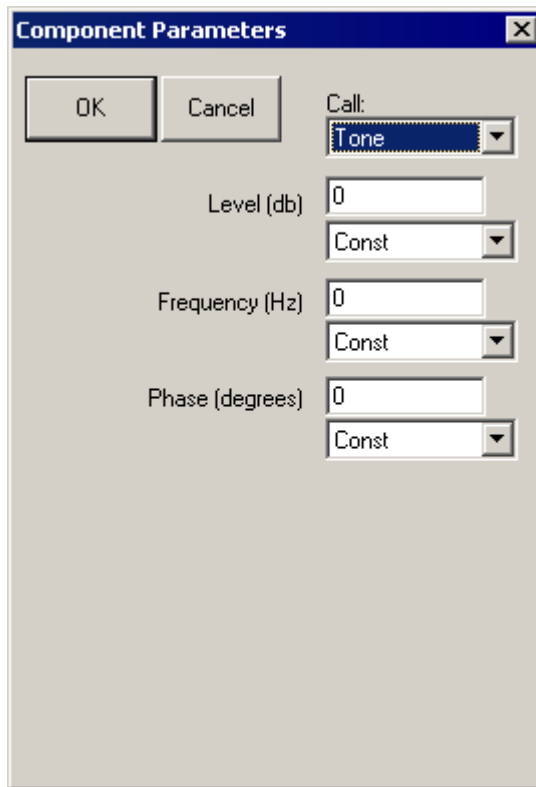 Component Parameters
OK Cancel Call:
Tone
Level (db) 0
Const
Frequency (Hz) 0
Const
Phase (degrees) 0
Const